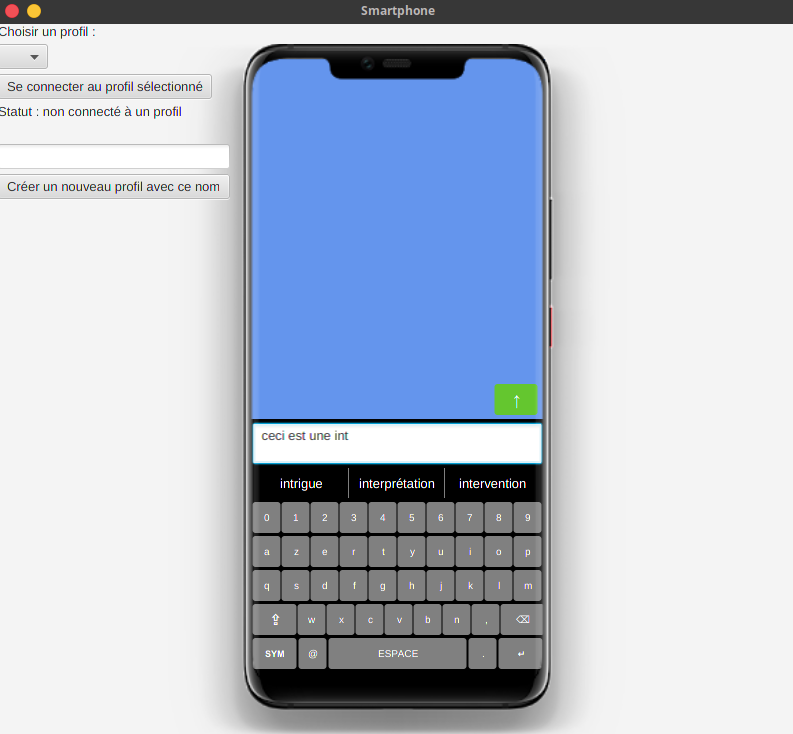 Smartphone
Choisir un profil :
Se connecter au profil sélectionné
Statut : non connecté à un profil
Créer un nouveau profil avec ce nom
↑
ceci est une int
intrigue interprétation intervention
0 1 2 3 4 5 6 7 8 9
a z e r t y u i o p
q s d f g h j k l m
⇪ w x c v b n , ⌫
SYM @ ESPACE . ↵